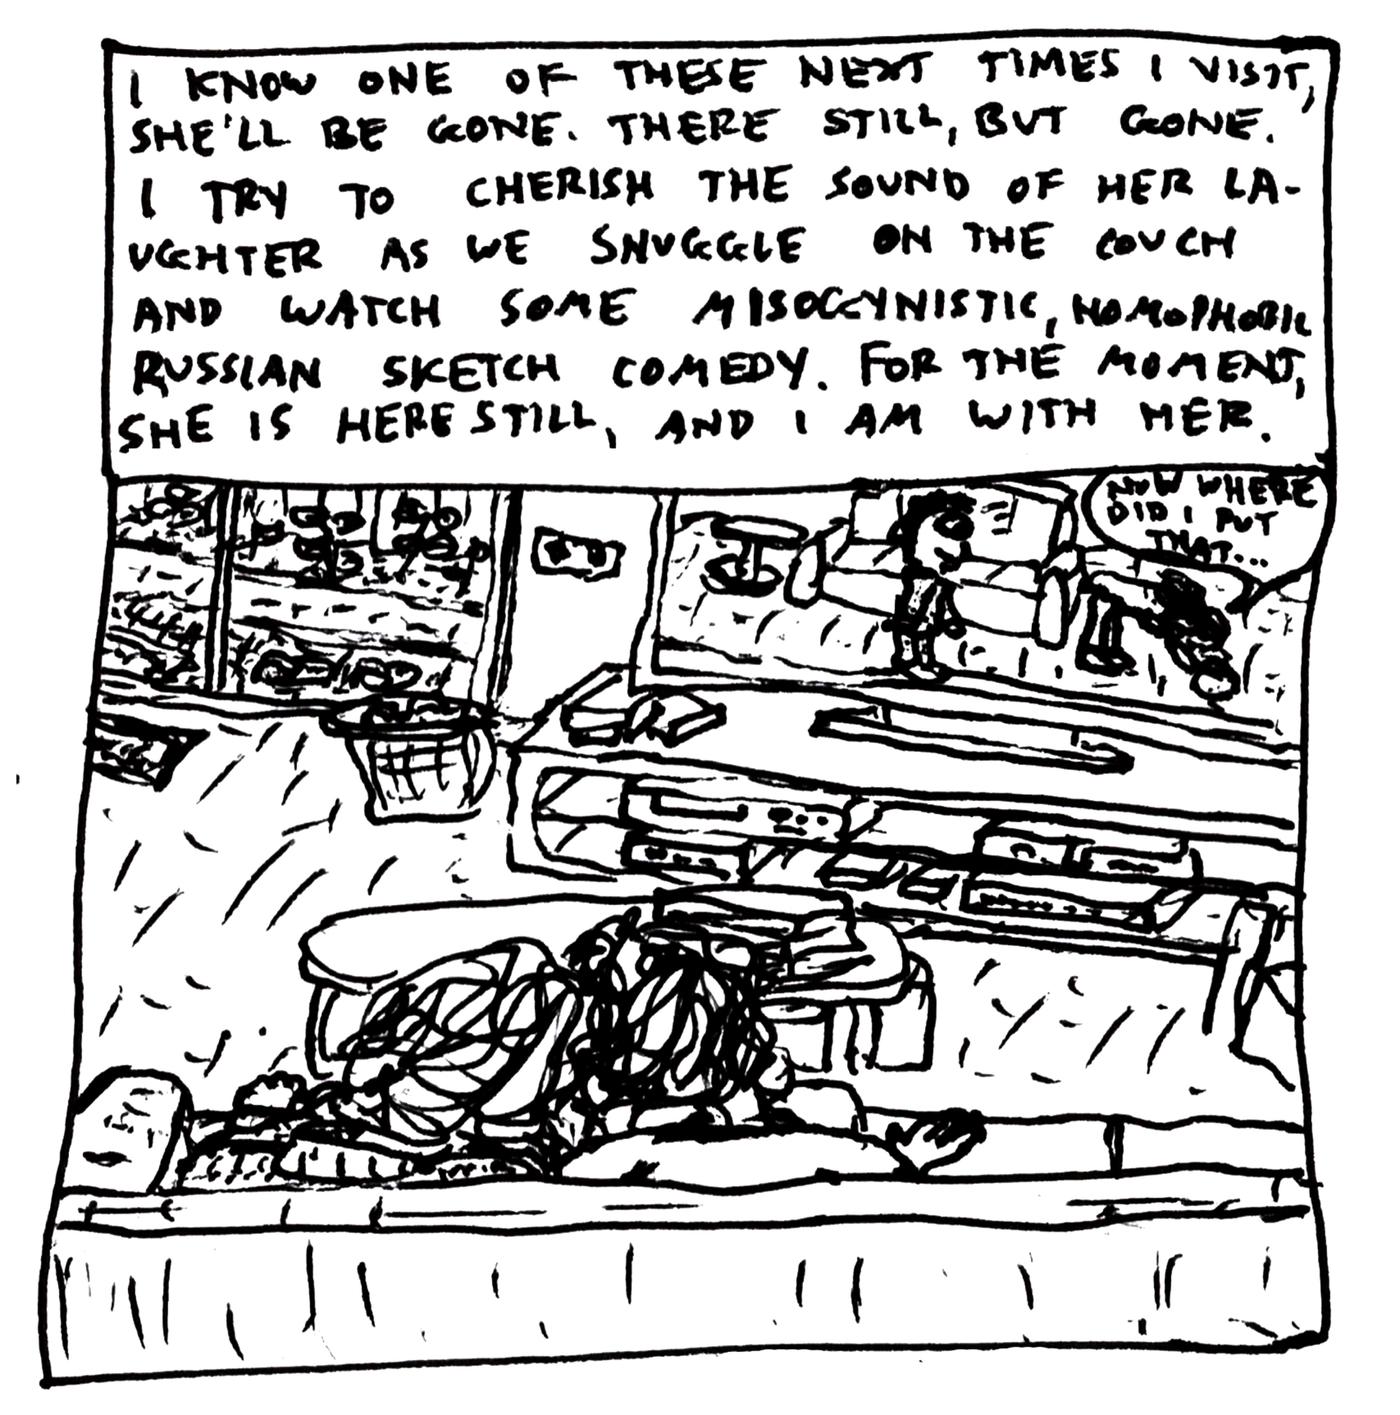 I KNOW ONE OF THESE NEXT TIMES I VISIT,
SHE'LL BE GONE. THERE STILL, BUT GONE.
I TRY TO CHERISH THE SOUND OF HER LA-
UGHTER AS WE SNUGGLE ON THE COUCH
AND WATCH SOME MISOGYNISTIC, HOMOPHOBIC
RUSSIAN SKETCH COMEDY. FOR THE MOMENT,
SHE IS HERE STILL, AND I AM WITH HER.
NOW WHERE
DID I PUT
THAT...